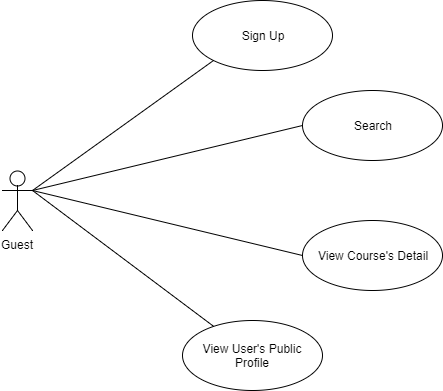 Sign Up
Search
Guest
View Course's Detail
View User's Public
Profile